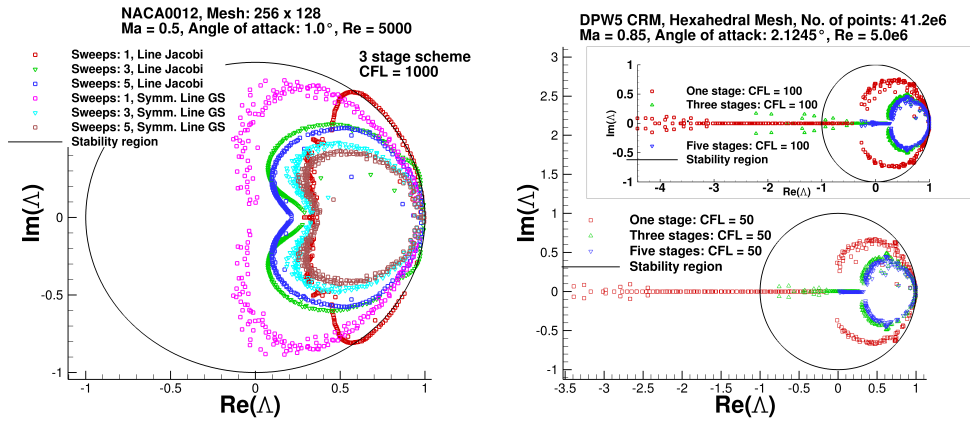 NACA0012, Mesh: 256 x 128
Ma = 0.5, Angle of attack: 1.0°, Re = 5000
3 stage scheme
CFL = 1000
Sweeps: 1, Line Jacobi
Sweeps: 3, Line Jacobi
Sweeps: 5, Line Jacobi
Sweeps: 1, Symm. Line GS
Sweeps: 3, Symm. Line GS
Sweeps: 5, Symm. Line GS
Stability region
Im(Λ)
0
-0.5
-1
-1 -0.5 0 0.5 1
Re(Λ)
DPW5 CRM, Hexahedral Mesh, No. of points: 41.2e6
Ma = 0.85, Angle of attack: 2.1245°, Re = 5.0e6
Im(Λ)
3
2.5
2
1.5
1
0.5
0
-0.5
-1
1
0.5
0
-0.5
-1
Im(Λ)
One stage: CFL = 100
Three stages: CFL = 100
Five stages: CFL = 100
Stability region
-4 -3 -2 -1 0 1
Re(Λ)
One stage: CFL = 50
Three stages: CFL = 50
Five stages: CFL = 50
Stability region
-3.5 -3 -2.5 -2 -1.5 -1 -0.5 0 0.5 1
Re(Λ)